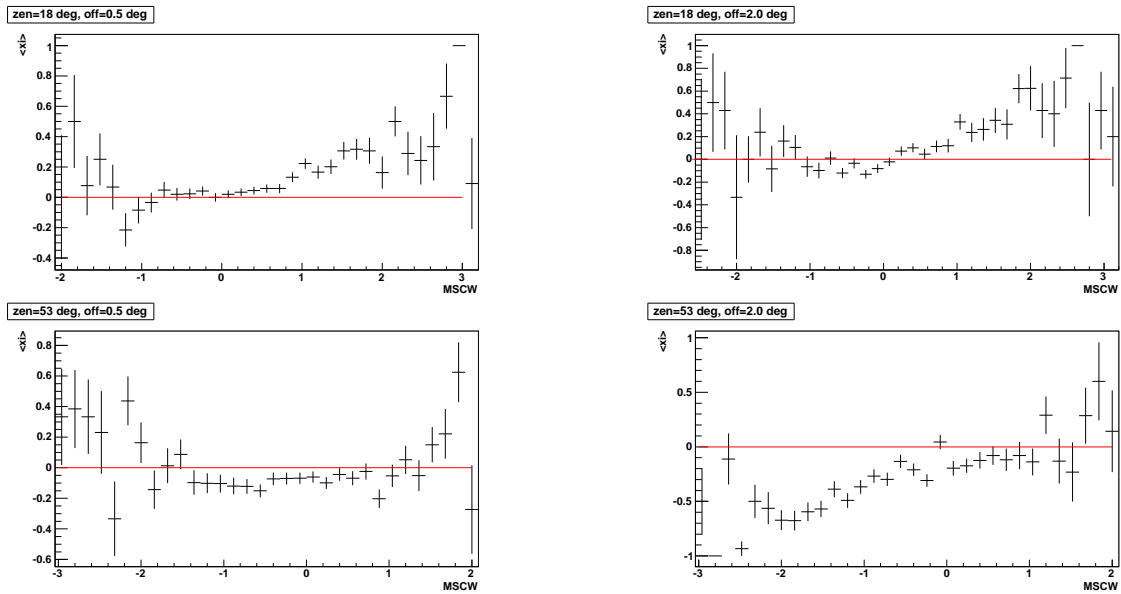 zen=18 deg, off=0.5 deg
<xi>
1
0.8
0.6
0.4
0.2
0
-0.2
-0.4
-2 -1 0 1 2 3
MSCW
zen=18 deg, off=2.0 deg
<xi>
1
0.8
0.6
0.4
0.2
0
-0.2
-0.4
-0.6
-0.8
-2 -1 0 1 2 3
MSCW
zen=53 deg, off=0.5 deg
<xi>
0.8
0.6
0.4
0.2
0
-0.2
-0.4
-0.6
-3 -2 -1 0 1 2
MSCW
zen=53 deg, off=2.0 deg
<xi>
1
0.5
0
-0.5
-1
-3 -2 -1 0 1 2
MSCW